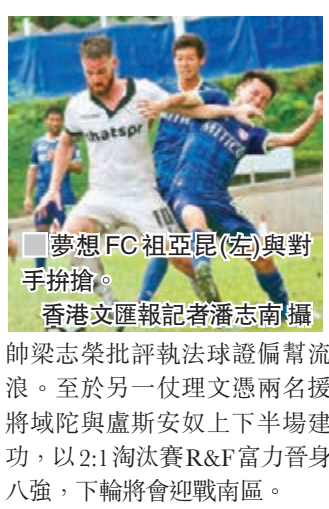 hatspr
10
MITICO
夢想FC祖亞昆(左)與對
手拚搶。
香港文匯報記者潘志南 攝
帥梁志榮批評執法球證偏幫流
浪。至於另一仗理文憑兩名援
將域陀與盧斯安奴上下半場建
功，以2:1淘汰賽R&F富力晉身
八強，下輪將會迎戰南區。